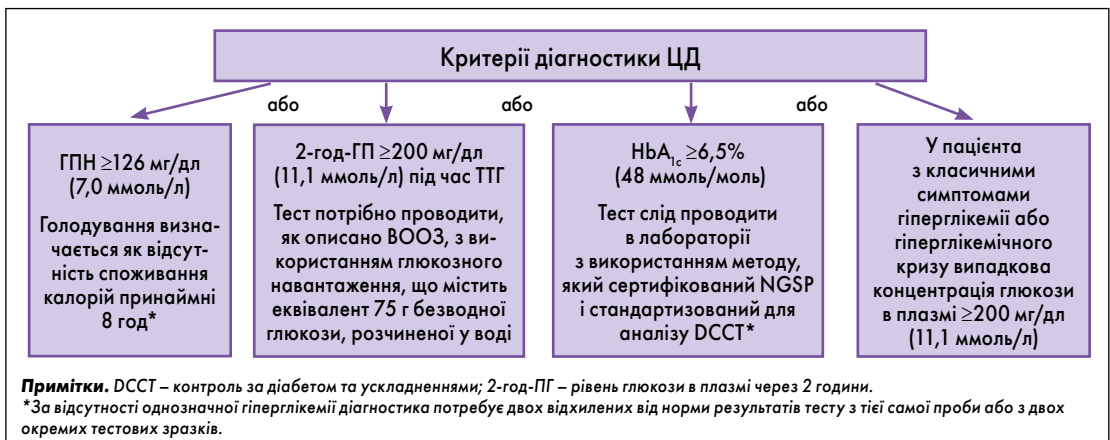 Критерії діагностики ЦД
або
або
або
ГПН ≥126 мг/дл
(7,0 ммоль/л)
Голодування визна-
чається як відсут-
ність споживання
калорій принаймні
8 год*
2-год-ГП ≥200 мг/дл
(11,1 ммоль/л) під час ТТГ
Тест потрібно проводити,
як описано ВООЗ, з ви-
користанням глюкозного
навантаження, що містить
еквівалент 75 г безводної
глюкози, розчиненої у воді
HbA1c ≥6,5%
(48 ммоль/моль)
Тест слід проводити
в лабораторії
з використанням методу,
який сертифікований NGSP
і стандартизований для
аналізу DCCT*
У пацієнта
з класичними
симптомами
гіперглікемії або
гіперглікемічного
кризу випадкова
концентрація глюкози
в плазмі ≥200 мг/дл
(11,1 ммоль/л)
Примітки. DCCT – контроль за діабетом та ускладненнями; 2-год-ПГ – рівень глюкози в плазмі через 2 години.
*За відсутності однозначної гіперглікемії діагностика потребує двох відхилених від норми результатів тесту з тієї самої проби або з двох
окремих тестових зразків.